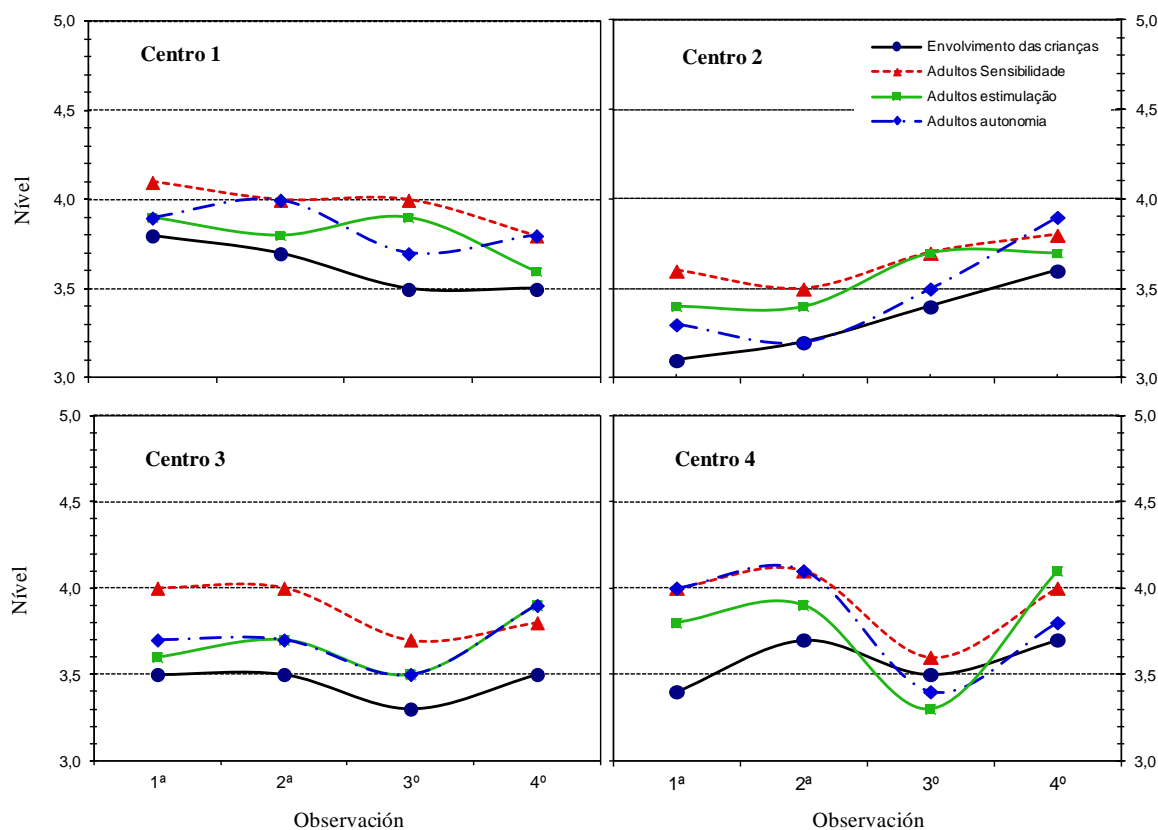 5,0
4,5
4,0
3,5
3,0
Nível
Centro 1
Centro 2
Envolvimento das crianças
Adultos Sensibilidade
Adultos estimulação
Adultos autonomia
5,0
4,5
4,0
3,5
3,0
5,0
4,5
4,0
3,5
3,0
Nível
Centro 3
1ª 2ª 3º 4º
Observación
Centro 4
5,0
4,5
4,0
3,5
3,0
1ª 2ª 3º 4º
Observación